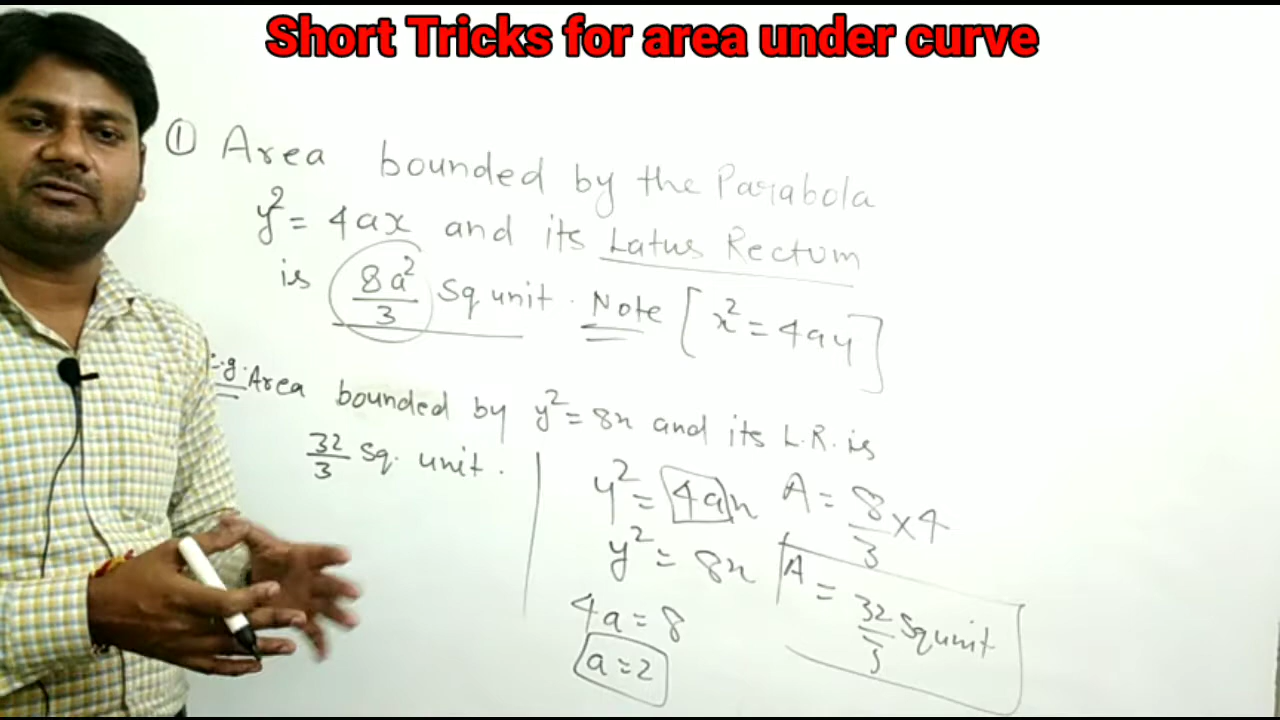 Short Tricks for area under curve
① Area bounded by the Parabola
y² = 4ax and its Latus Rectum
is 8a²/3 Sq unit. Note [x² = 4ay]
E.g. Area bounded by y² = 8x and its L.R. is
32/3 Sq. unit.
y² = 4ax
y² = 8x
4a = 8
a = 2
A = 8/3 × 4
A = 32/3 Sq unit